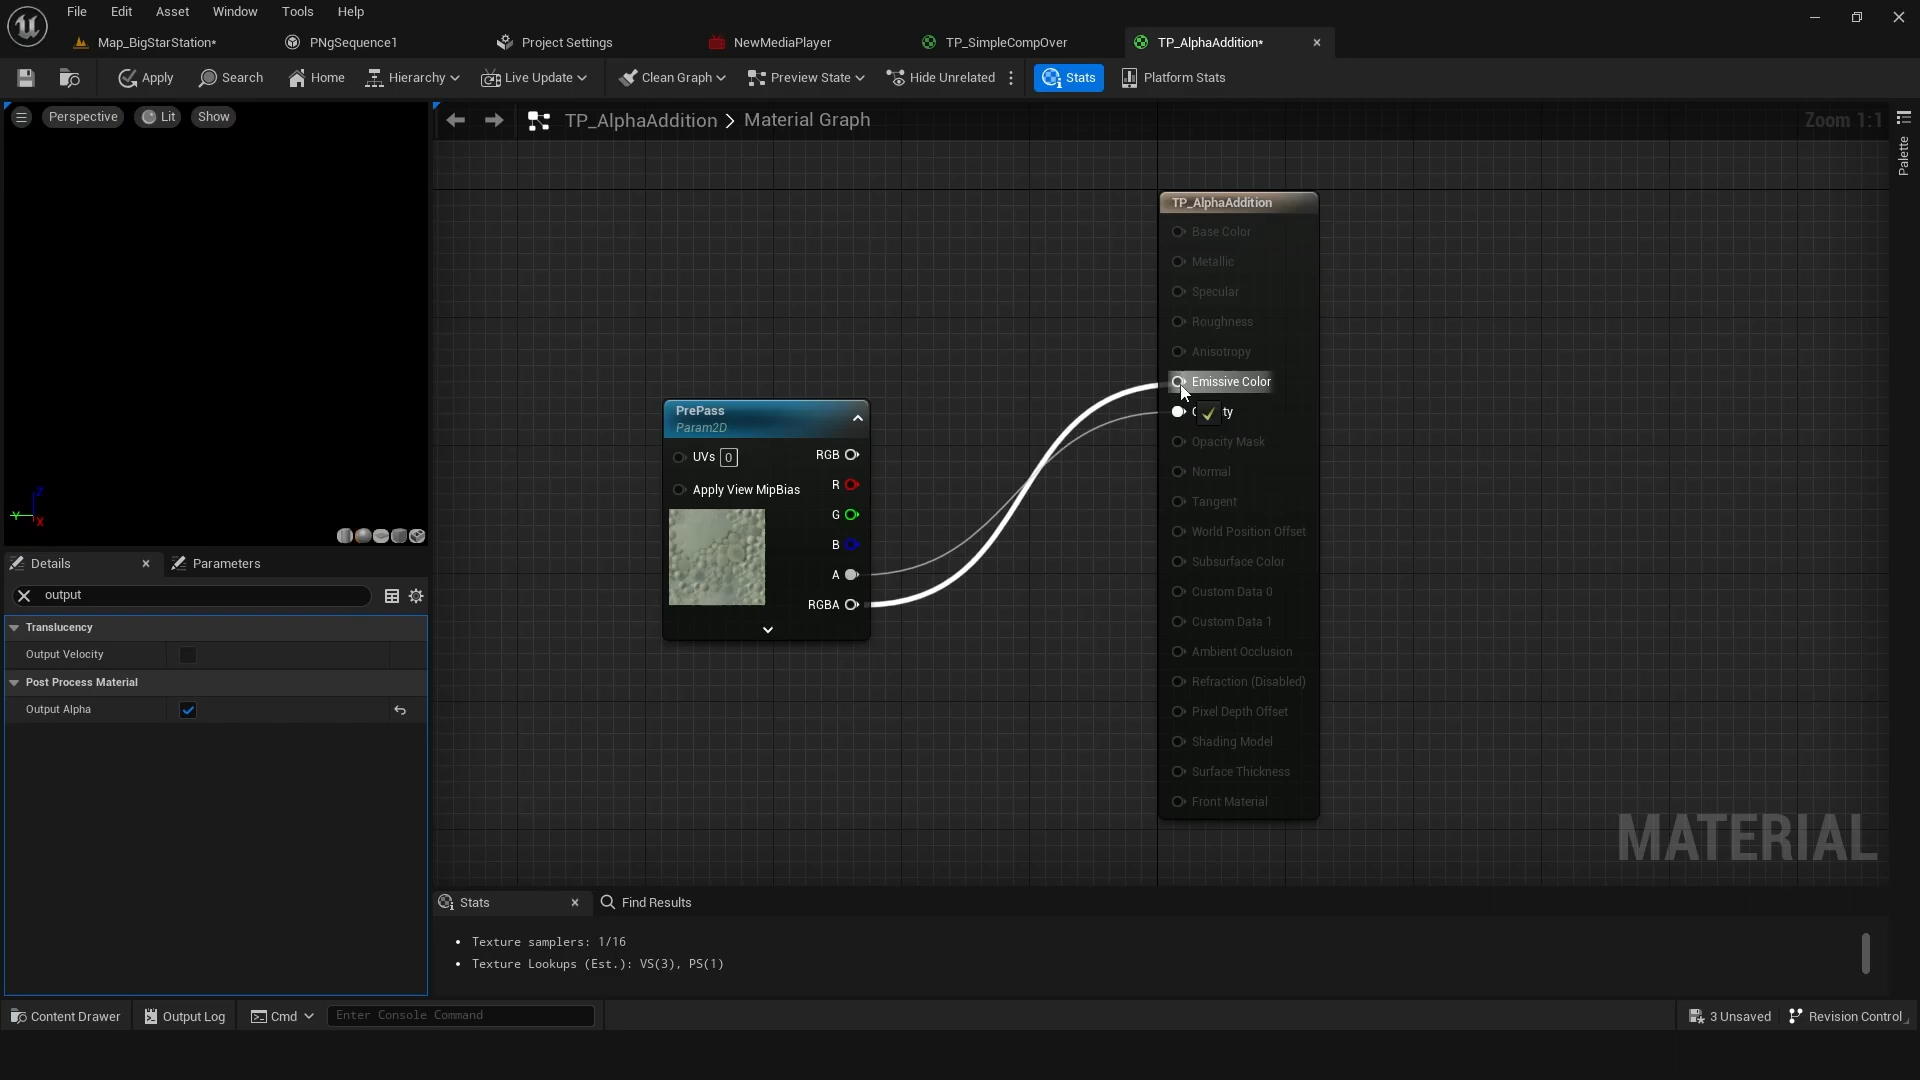 File Edit Asset Window Tools Help
Map_BigStarStation* PNgSequence1 Project Settings NewMediaPlayer TP_SimpleCompOver TP_AlphaAddition*
Apply Search Home Hierarchy Live Update Clean Graph Preview State Hide Unrelated Stats Platform Stats
Perspective Lit Show
TP_AlphaAddition > Material Graph
Zoom 1:1
Palette
TP_AlphaAddition
Base Color
Metallic
Specular
Roughness
Anisotropy
Emissive Color
Opacity Mask
Normal
Tangent
World Position Offset
Subsurface Color
Custom Data 0
Custom Data 1
Ambient Occlusion
Refraction (Disabled)
Pixel Depth Offset
Shading Model
Surface Thickness
Front Material
PrePass
Param2D
UVs 0 RGB
Apply View MipBias R
G
B
A
RGBA
Z
Y
X
Details Parameters
output
Translucency
Output Velocity
Post Process Material
Output Alpha
MATERIAL
Stats Find Results
• Texture samplers: 1/16
• Texture Lookups (Est.): VS(3), PS(1)
Content Drawer Output Log Cmd Enter Console Command 3 Unsaved Revision Control